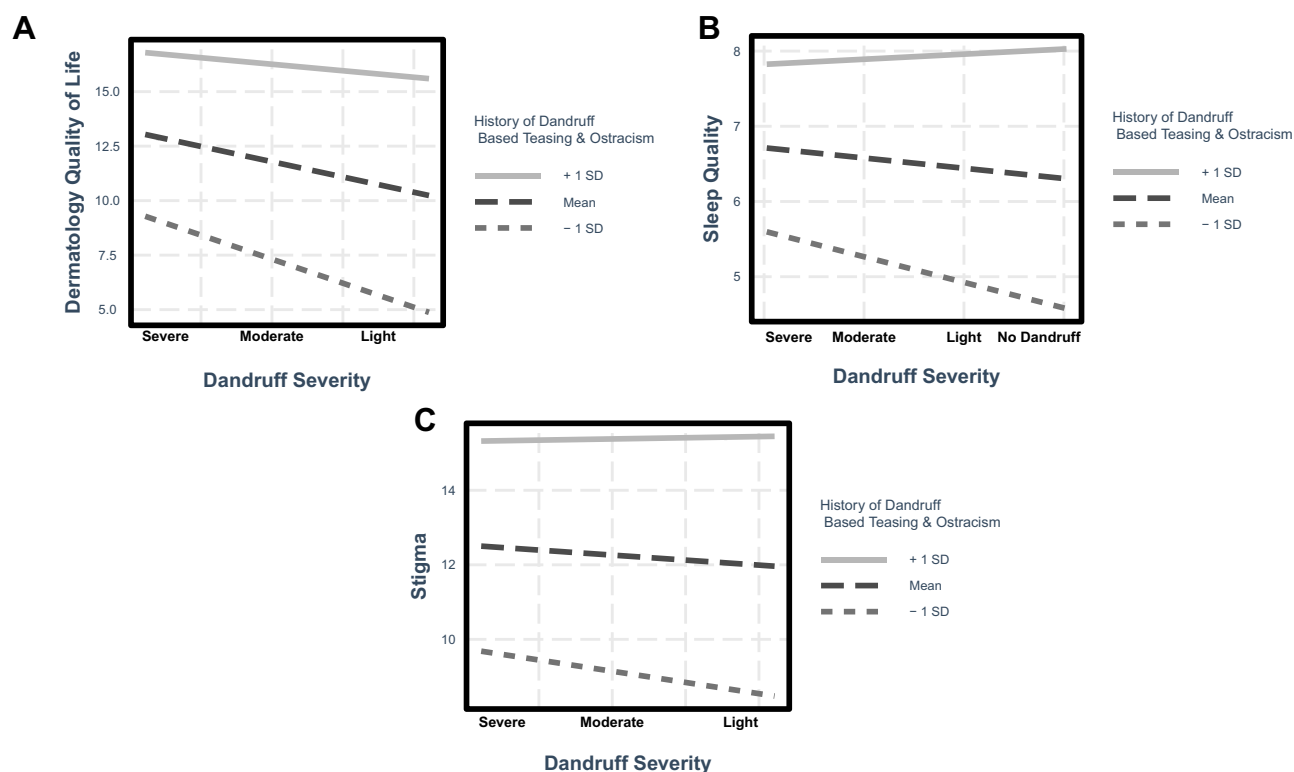 A
Dermatology Quality of Life
15.0
12.5
10.0
7.5
5.0
Severe Moderate Light
Dandruff Severity
History of Dandruff
Based Teasing & Ostracism
+ 1 SD
Mean
− 1 SD
B
Sleep Quality
8
7
6
5
Severe Moderate Light No Dandruff
Dandruff Severity
History of Dandruff
Based Teasing & Ostracism
+ 1 SD
Mean
− 1 SD
C
Stigma
14
12
10
Severe Moderate Light
Dandruff Severity
History of Dandruff
Based Teasing & Ostracism
+ 1 SD
Mean
− 1 SD